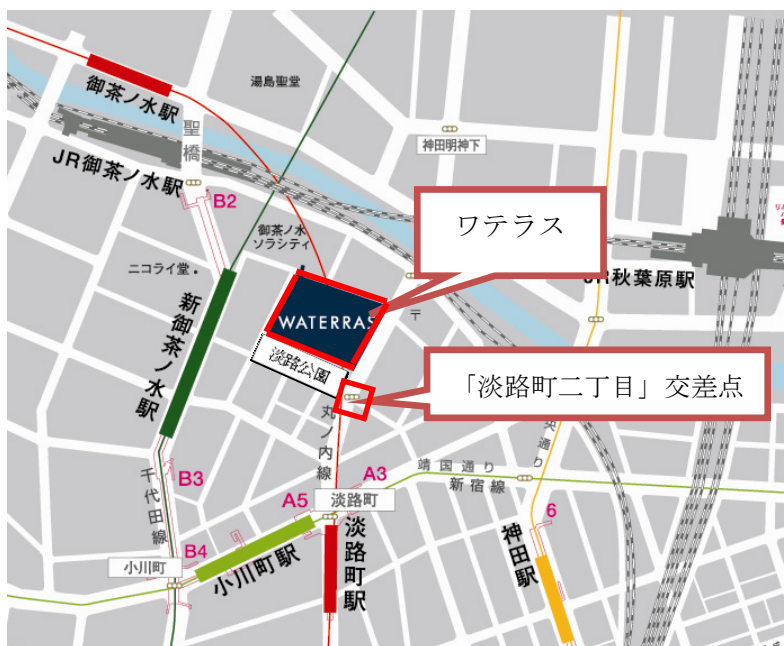 湯島聖堂
御茶ノ水駅
聖橋
神田明神下
JR御茶ノ水駅
B2
御茶ノ水
ソラシティ
ワテラス
ニコライ堂
JR秋葉原駅
WATERRAS
〒
新御茶ノ水駅
淡路公園
「淡路町二丁目」交差点
丸ノ内線
央通り
靖国通り
新宿線
千代田線
B3
A3
A5
淡路町
6
B4
小川町
小川町駅
淡路町駅
神田駅